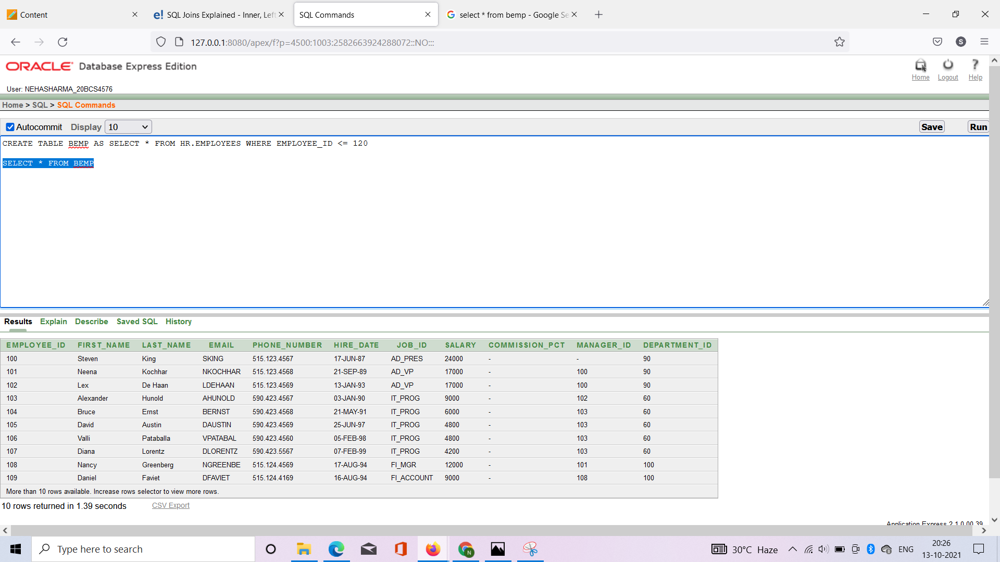 Content
e! SQL Joins Explained - Inner, Left
SQL Commands
select * from bemp - Google Se
127.0.0.1:8080/apex/f?p=4500:1003:2582663924288072::NO:::
S
ORACLE Database Express Edition
Home Logout Help
User: NEHASHARMA_20BCS4576
Home > SQL > SQL Commands
Autocommit Display 10 Save Run
CREATE TABLE BEMP AS SELECT * FROM HR.EMPLOYEES WHERE EMPLOYEE_ID <= 120
SELECT * FROM BEMP
Results Explain Describe Saved SQL History
EMPLOYEE_ID FIRST_NAME LAST_NAME EMAIL PHONE_NUMBER HIRE_DATE JOB_ID SALARY COMMISSION_PCT MANAGER_ID DEPARTMENT_ID
100 Steven King SKING 515.123.4567 17-JUN-87 AD_PRES 24000 - - 90
101 Neena Kochhar NKOCHHAR 515.123.4568 21-SEP-89 AD_VP 17000 - 100 90
102 Lex De Haan LDEHAAN 515.123.4569 13-JAN-93 AD_VP 17000 - 100 90
103 Alexander Hunold AHUNOLD 590.423.4567 03-JAN-90 IT_PROG 9000 - 102 60
104 Bruce Ernst BERNST 590.423.4568 21-MAY-91 IT_PROG 6000 - 103 60
105 David Austin DAUSTIN 590.423.4569 25-JUN-97 IT_PROG 4800 - 103 60
106 Valli Pataballa VPATABAL 590.423.4560 05-FEB-98 IT_PROG 4800 - 103 60
107 Diana Lorentz DLORENTZ 590.423.5567 07-FEB-99 IT_PROG 4200 - 103 60
108 Nancy Greenberg NGREENBE 515.124.4569 17-AUG-94 FI_MGR 12000 - 101 100
109 Daniel Faviet DFAVIET 515.124.4169 16-AUG-94 FI_ACCOUNT 9000 - 108 100
More than 10 rows available. Increase rows selector to view more rows.
10 rows returned in 1.39 seconds CSV Export
Application Express 2.1.0.00.39
Type here to search
N
30°C Haze
ENG
20:26
13-10-2021